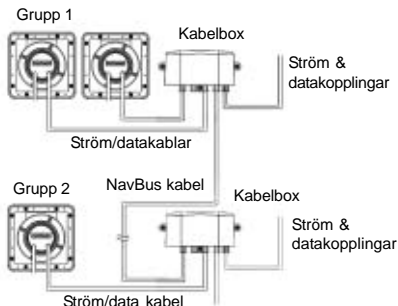 Grupp 1
Kabelbox
Ström &
datakopplingar
Ström/datakablar
Grupp 2
NavBus kabel
Kabelbox
Ström &
datakopplingar
Ström/data kabel